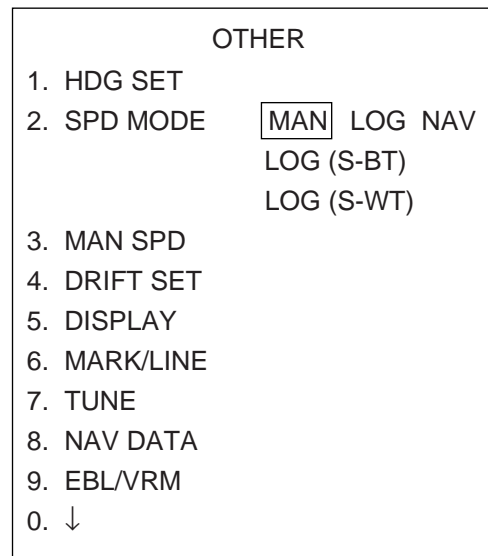 OTHER
1. HDG SET
2. SPD MODE MAN LOG NAV
LOG (S-BT)
LOG (S-WT)
3. MAN SPD
4. DRIFT SET
5. DISPLAY
6. MARK/LINE
7. TUNE
8. NAV DATA
9. EBL/VRM
0. ↓